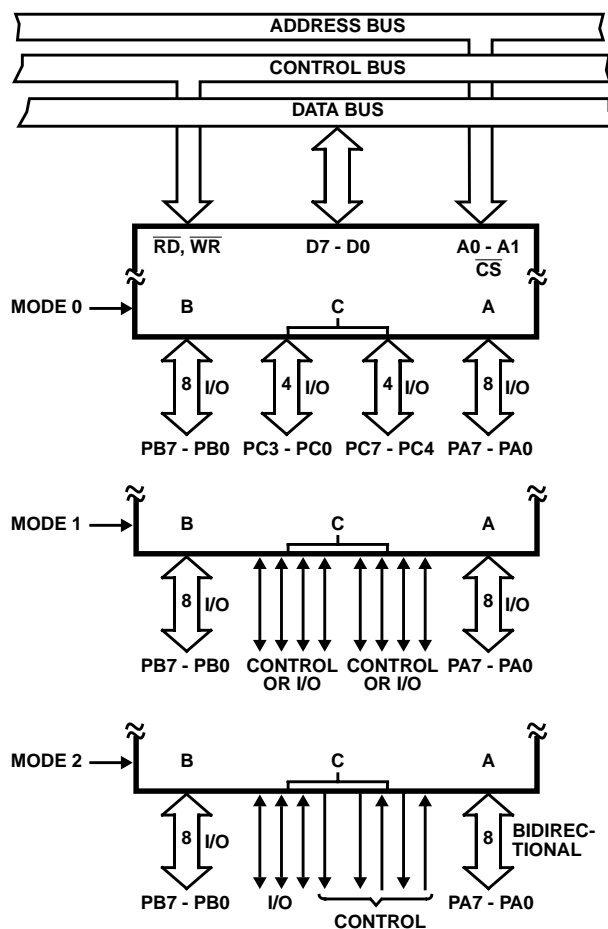 ADDRESS BUS
CONTROL BUS
DATA BUS
RD, WR D7 - D0 A0 - A1
CS
MODE 0 B C A
8 I/O 4 I/O 4 I/O 8 I/O
PB7 - PB0 PC3 - PC0 PC7 - PC4 PA7 - PA0
MODE 1 B C A
8 I/O 8 I/O
PB7 - PB0 CONTROL CONTROL PA7 - PA0
OR I/O OR I/O
MODE 2 B C A
8 I/O 8 BIDIREC-
TIONAL
PB7 - PB0 I/O PA7 - PA0
CONTROL